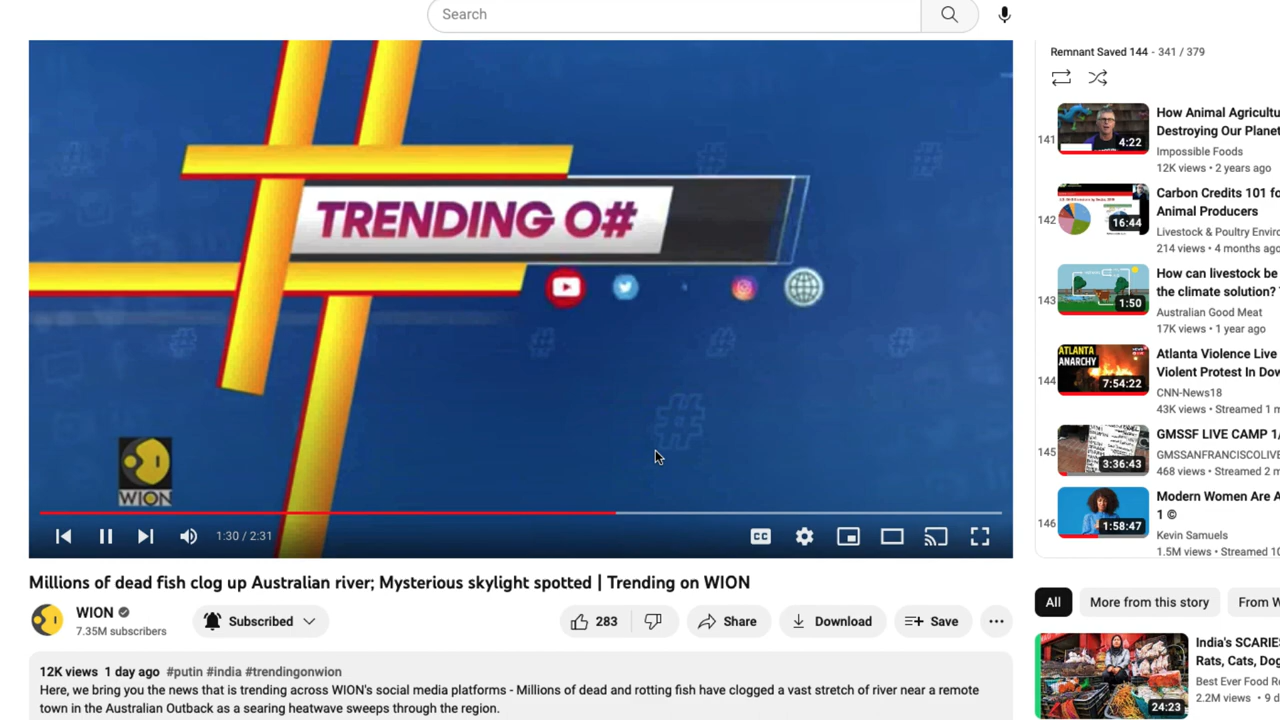 Search
TRENDING O#
WION
1:30 / 2:31
CC
Millions of dead fish clog up Australian river; Mysterious skylight spotted | Trending on WION
WION
7.35M subscribers
Subscribed
283
Share
Download
Save
12K views 1 day ago #putin #india #trendingonwion
Here, we bring you the news that is trending across WION's social media platforms - Millions of dead and rotting fish have clogged a vast stretch of river near a remote
town in the Australian Outback as a searing heatwave sweeps through the region.
Remnant Saved 144 - 341 / 379
141
4:22
How Animal Agricultu
Destroying Our Planet
Impossible Foods
12K views • 2 years ago
142
16:44
Carbon Credits 101 fo
Animal Producers
Livestock & Poultry Enviro
214 views • 4 months ago
143
1:50
How can livestock be
the climate solution?
Australian Good Meat
17K views • 1 year ago
144
ATLANTA
ANARCHY
7:54:22
Atlanta Violence Live
Violent Protest In Dow
CNN-News18
43K views • Streamed 1 m
145
3:36:43
GMSSF LIVE CAMP 1/
GMSSANFRANCISCOLIVE
468 views • Streamed 2 m
146
1:58:47
Modern Women Are A
1 ©
Kevin Samuels
1.5M views • Streamed 10
All
More from this story
From W
24:23
India's SCARIES
Rats, Cats, Dog
Best Ever Food Re
2.2M views • 9 d